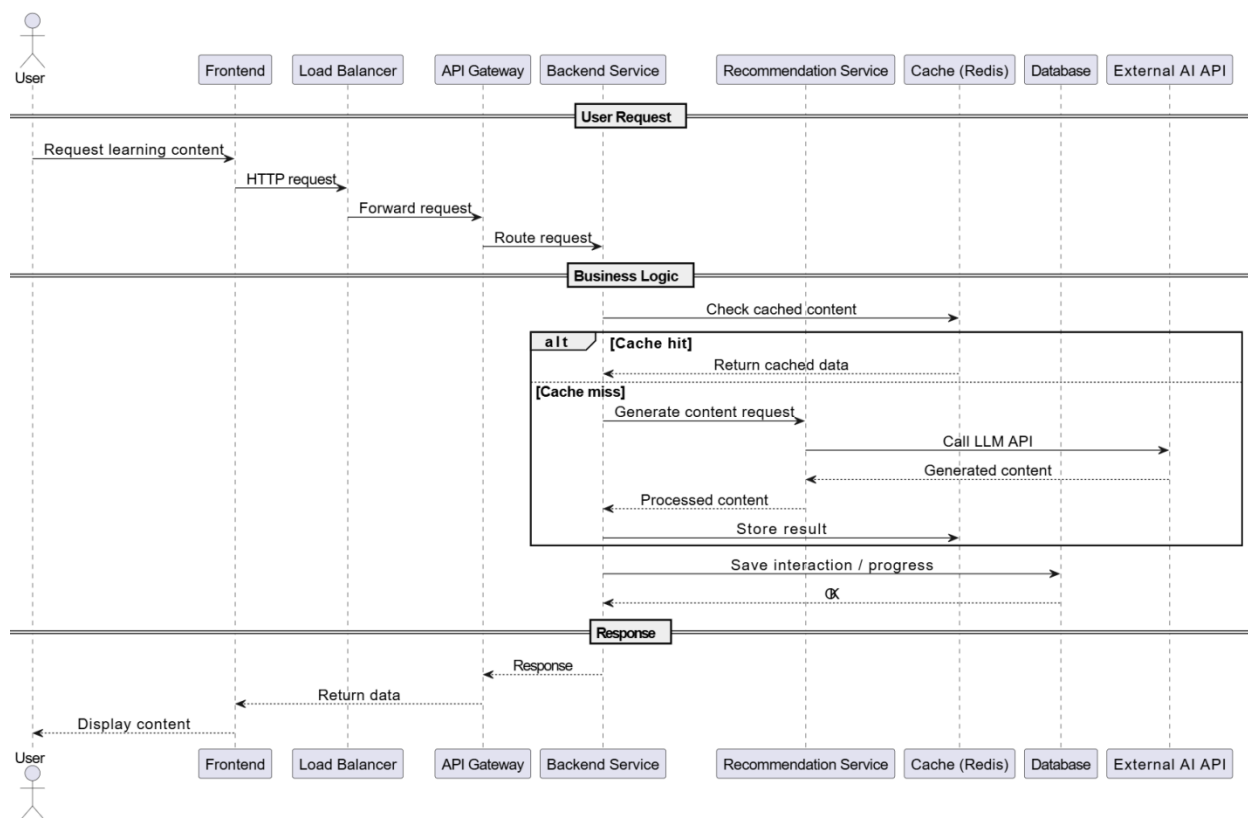 User
Frontend
Load Balancer
API Gateway
Backend Service
Recommendation Service
Cache (Redis)
Database
External AI API
User Request
Request learning content
HTTP request
Forward request
Route request
Business Logic
Check cached content
alt
[Cache hit]
Return cached data
[Cache miss]
Generate content request
Call LLM API
Generated content
Processed content
Store result
Save interaction / progress
OK
Response
Response
Return data
Display content
User
Frontend
Load Balancer
API Gateway
Backend Service
Recommendation Service
Cache (Redis)
Database
External AI API